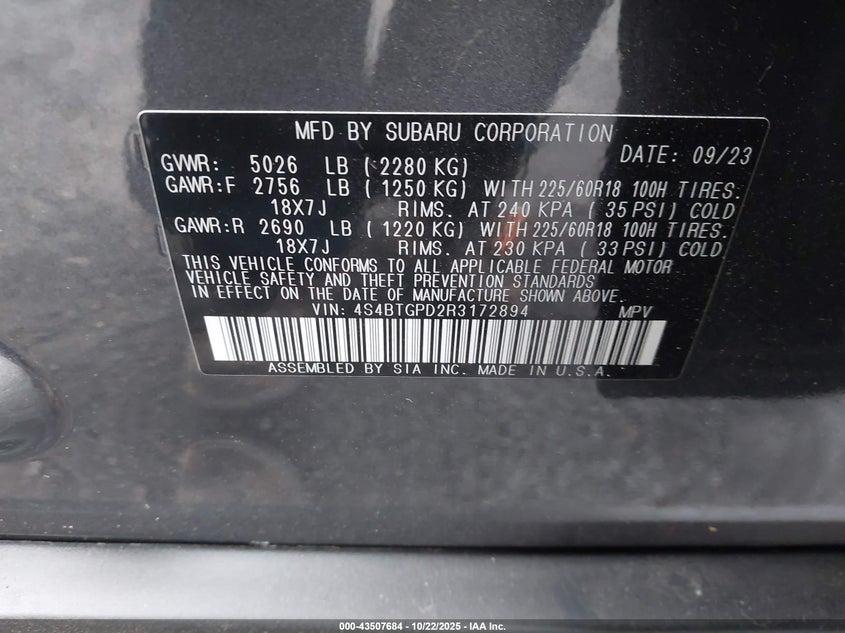 MFD BY SUBARU CORPORATION
DATE: 09/23
GVWR: 5026 LB (2280 KG)
GAWR:F 2756 LB (1250 KG) WITH 225/60R18 100H TIRES.
18X7J RIMS. AT 240 KPA (35 PSI) COLD
GAWR:R 2690 LB (1220 KG) WITH 225/60R18 100H TIRES.
18X7J RIMS. AT 230 KPA (33 PSI) COLD.
THIS VEHICLE CONFORMS TO ALL APPLICABLE FEDERAL MOTOR
VEHICLE SAFETY AND THEFT PREVENTION STANDARDS
IN EFFECT ON THE DATE OF MANUFACTURE SHOWN ABOVE.
VIN: 4S4BTGPD2R3172894 MPV
ASSEMBLED BY SIA INC. MADE IN U.S.A.
000-43507684 - 10/22/2025 - IAA Inc.